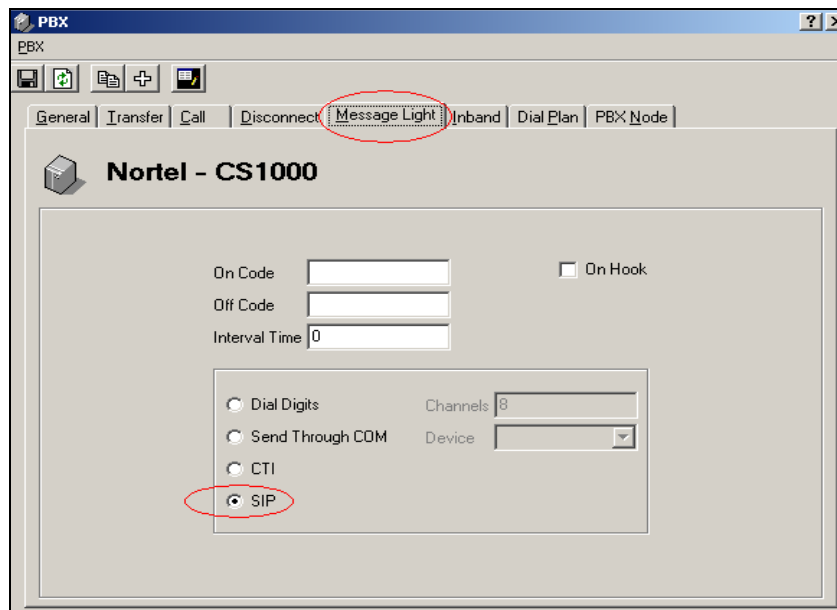 PBX
PBX
General Transfer Call Disconnect Message Light Inband Dial Plan PBX Node
Nortel - CS1000
On Code On Hook
Off Code
Interval Time 0
Dial Digits Channels 8
Send Through COM Device
CTI
SIP